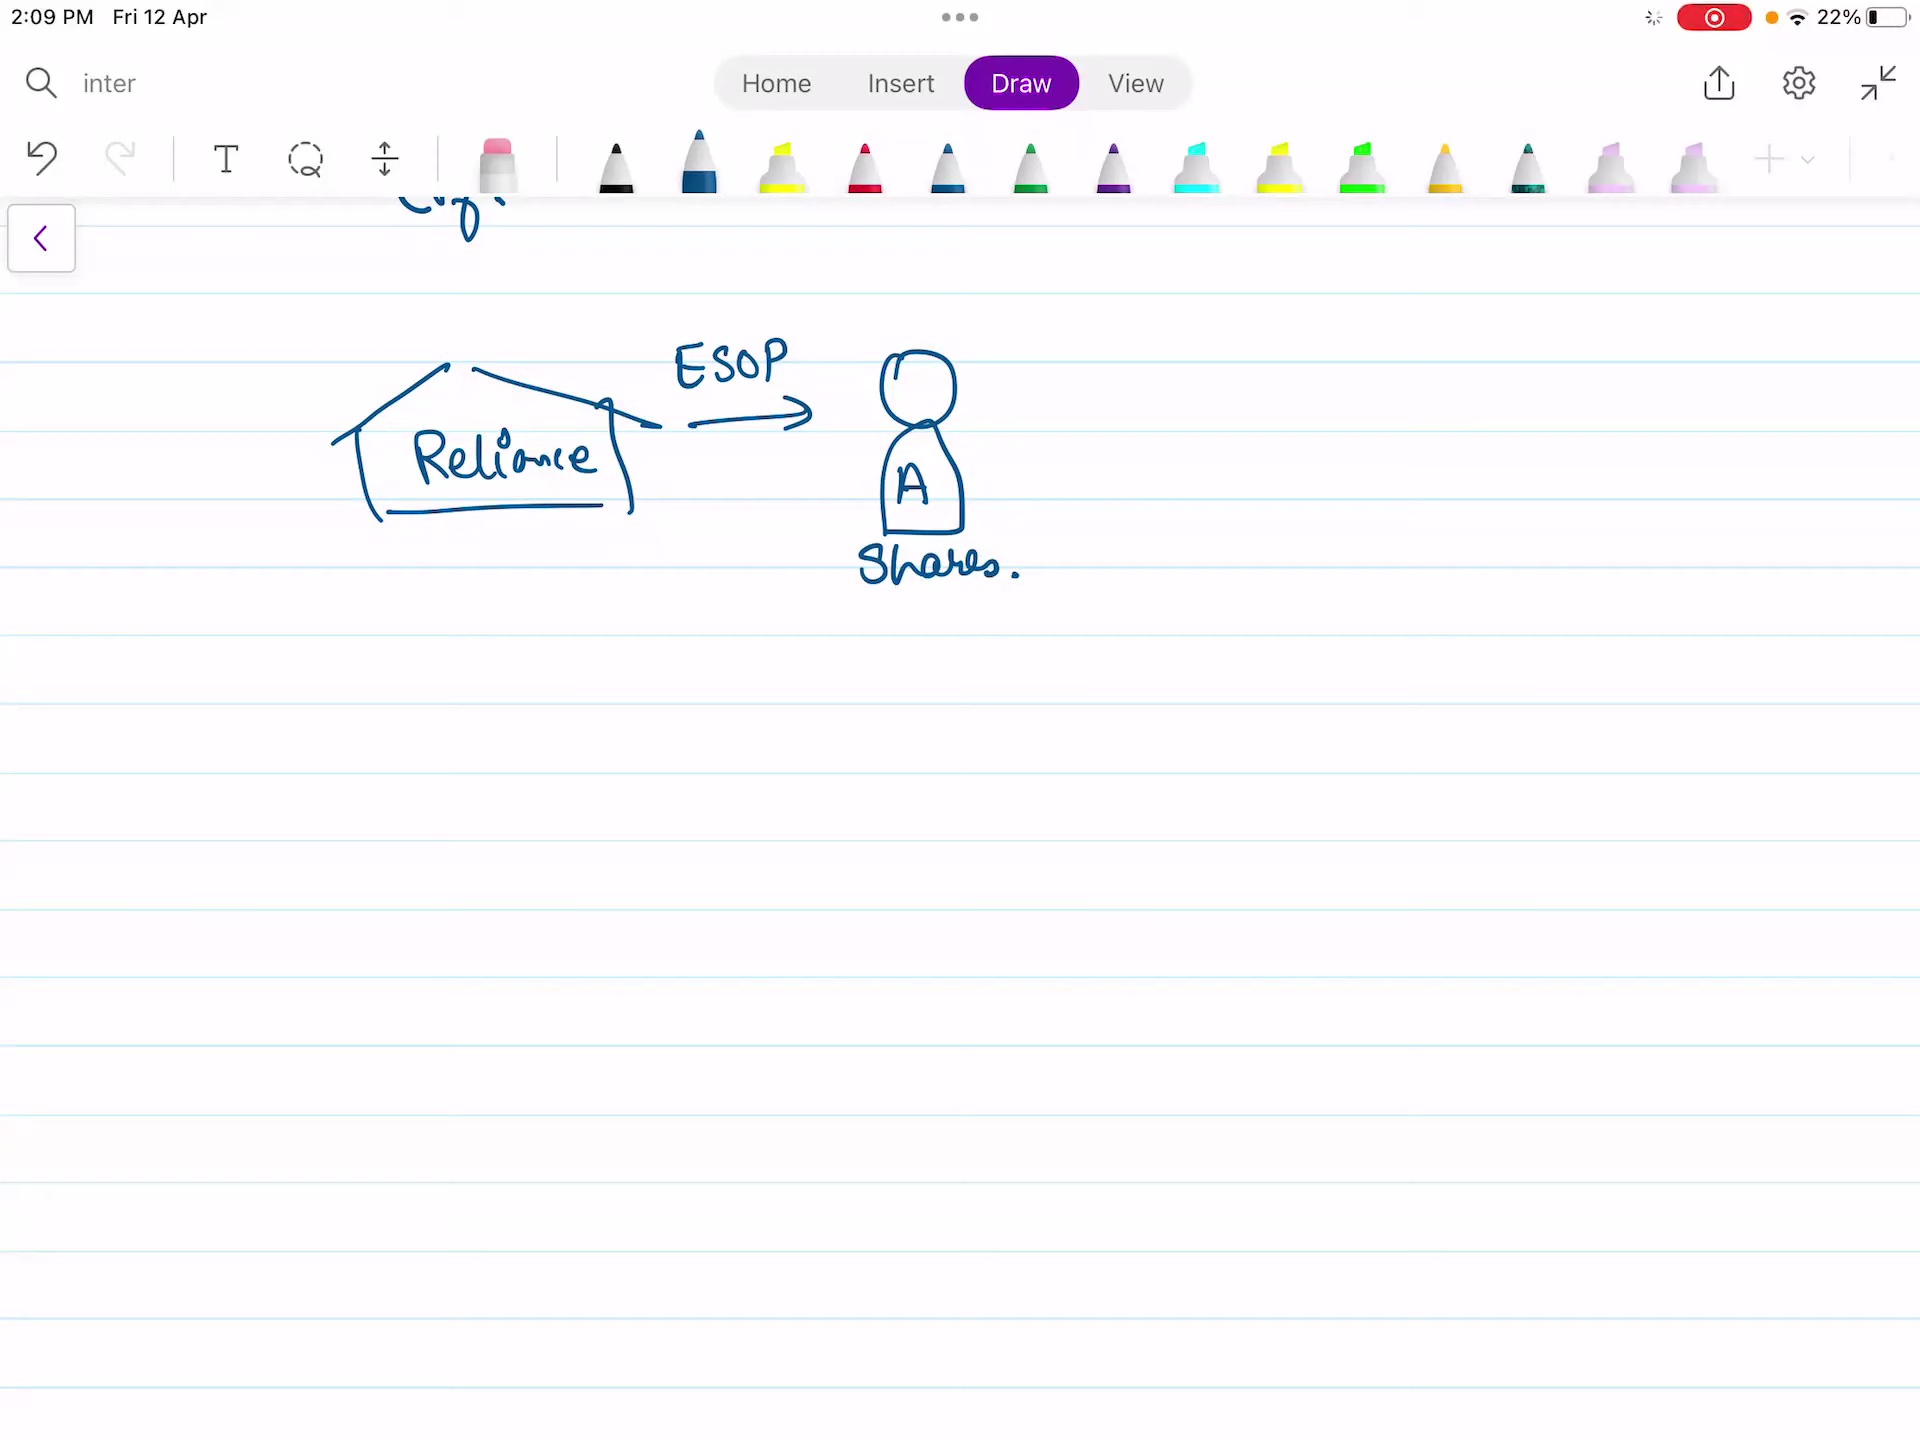 2:09 PM Fri 12 Apr
22%
inter
Home Insert Draw View
T
ESOP
Reliance
A
Shares.